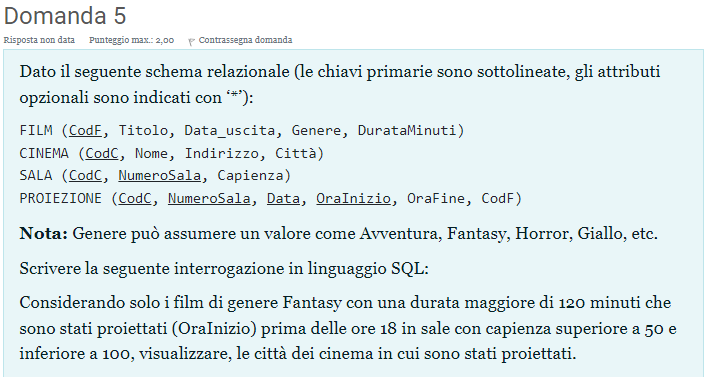 Domanda 5
Risposta non data Punteggio max.: 2,00 Contrassegna domanda
Dato il seguente schema relazionale (le chiavi primarie sono sottolineate, gli attributi
opzionali sono indicati con ‘*’):
FILM (CodF, Titolo, Data_uscita, Genere, DurataMinuti)
CINEMA (CodC, Nome, Indirizzo, Città)
SALA (CodC, NumeroSala, Capienza)
PROIEZIONE (CodC, NumeroSala, Data, OraInizio, OraFine, CodF)
Nota: Genere può assumere un valore come Avventura, Fantasy, Horror, Giallo, etc.
Scrivere la seguente interrogazione in linguaggio SQL:
Considerando solo i film di genere Fantasy con una durata maggiore di 120 minuti che
sono stati proiettati (OraInizio) prima delle ore 18 in sale con capienza superiore a 50 e
inferiore a 100, visualizzare, le città dei cinema in cui sono stati proiettati.